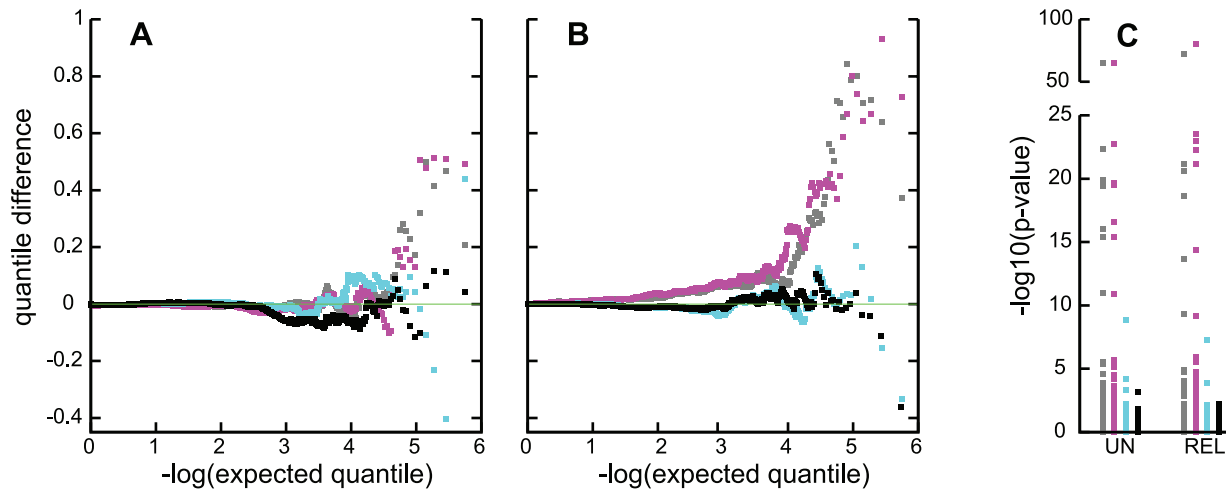 A
B
C
quantile difference
1
0.8
0.6
0.4
0.2
0
-0.2
-0.4
0 1 2 3 4 5 6
-log(expected quantile)
0 1 2 3 4 5 6
-log(expected quantile)
-log10(p-value)
100
50
25
20
15
10
5
0
UN REL